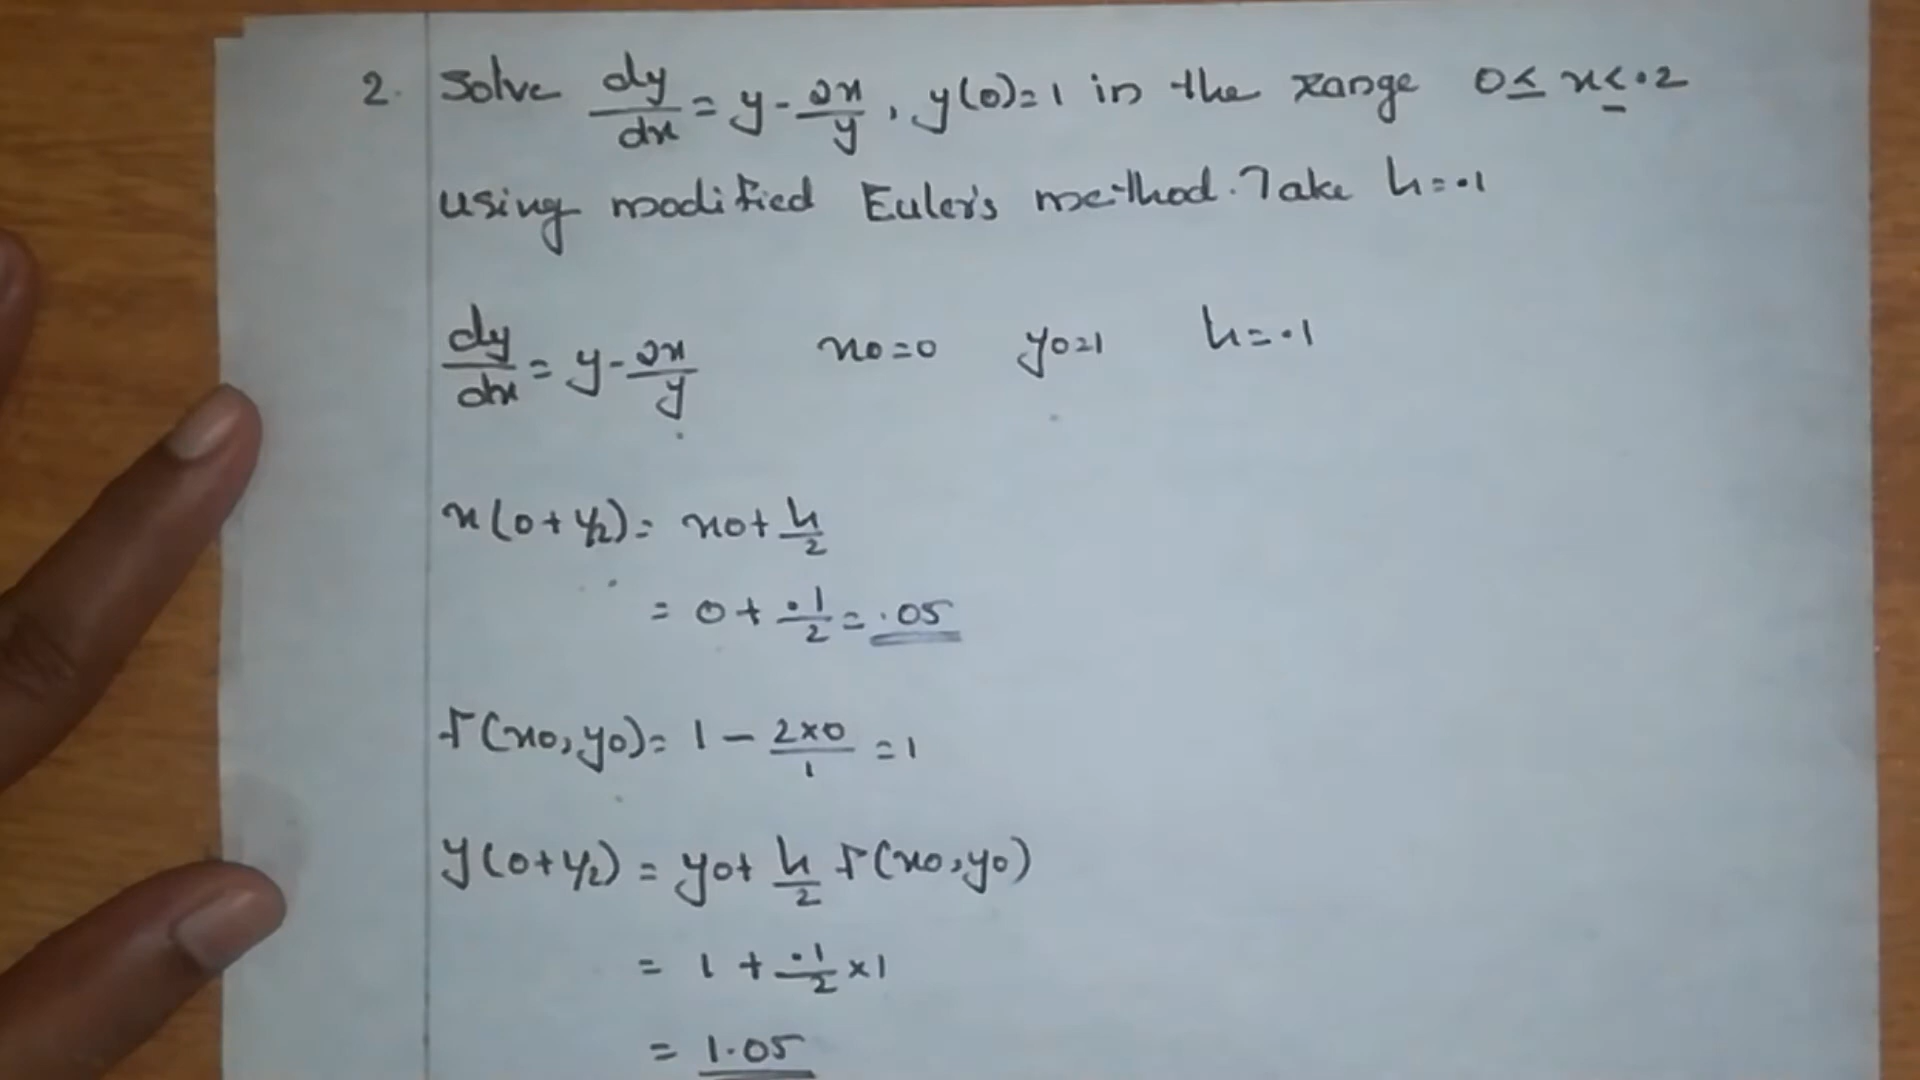 2. Solve dy/dx = y - 2x/y, y(0)=1 in the range 0 ≤ x ≤ .2
using modified Euler's method. Take h=.1
dy/dx = y - 2x/y x0=0 y0=1 h=.1
x(0+1/2) = x0 + h/2
= 0 + .1/2 = .05
f(x0,y0) = 1 - 2×0/1 = 1
y(0+1/2) = y0 + h/2 f(x0,y0)
= 1 + .1/2 ×1
= 1.05